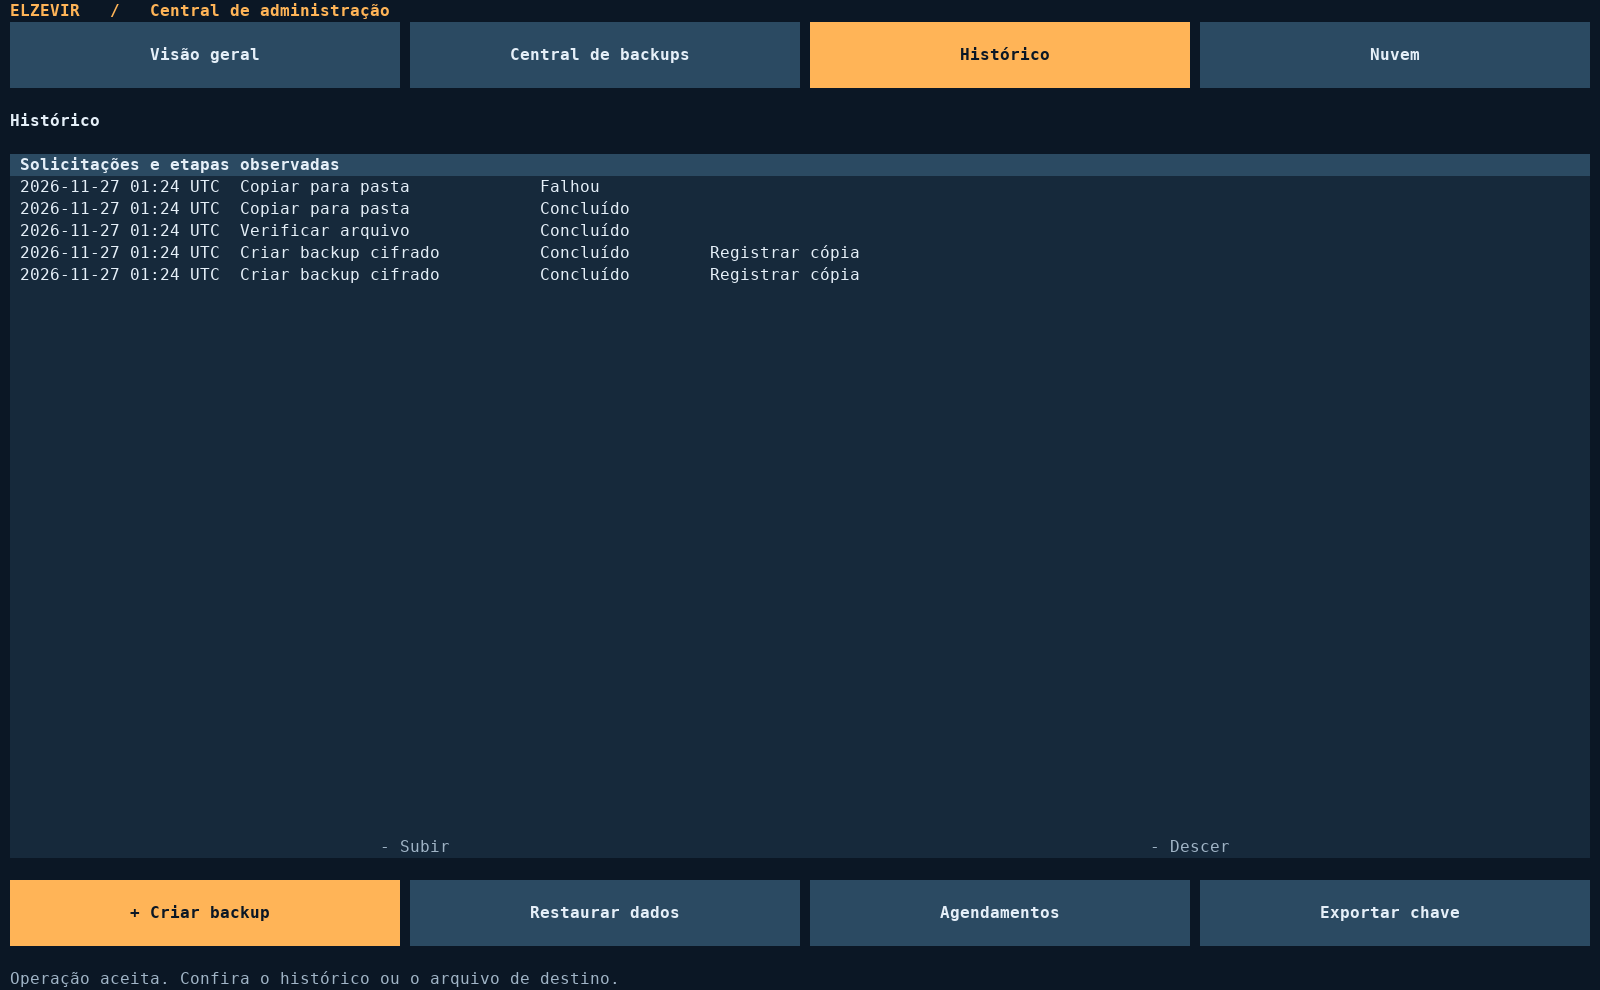 ELZEVIR / Central de administração
Visão geral Central de backups Histórico Nuvem
Histórico
Solicitações e etapas observadas
2026-11-27 01:24 UTC Copiar para pasta Falhou
2026-11-27 01:24 UTC Copiar para pasta Concluído
2026-11-27 01:24 UTC Verificar arquivo Concluído
2026-11-27 01:24 UTC Criar backup cifrado Concluído Registrar cópia
2026-11-27 01:24 UTC Criar backup cifrado Concluído Registrar cópia
- Subir - Descer
+ Criar backup Restaurar dados Agendamentos Exportar chave
Operação aceita. Confira o histórico ou o arquivo de destino.